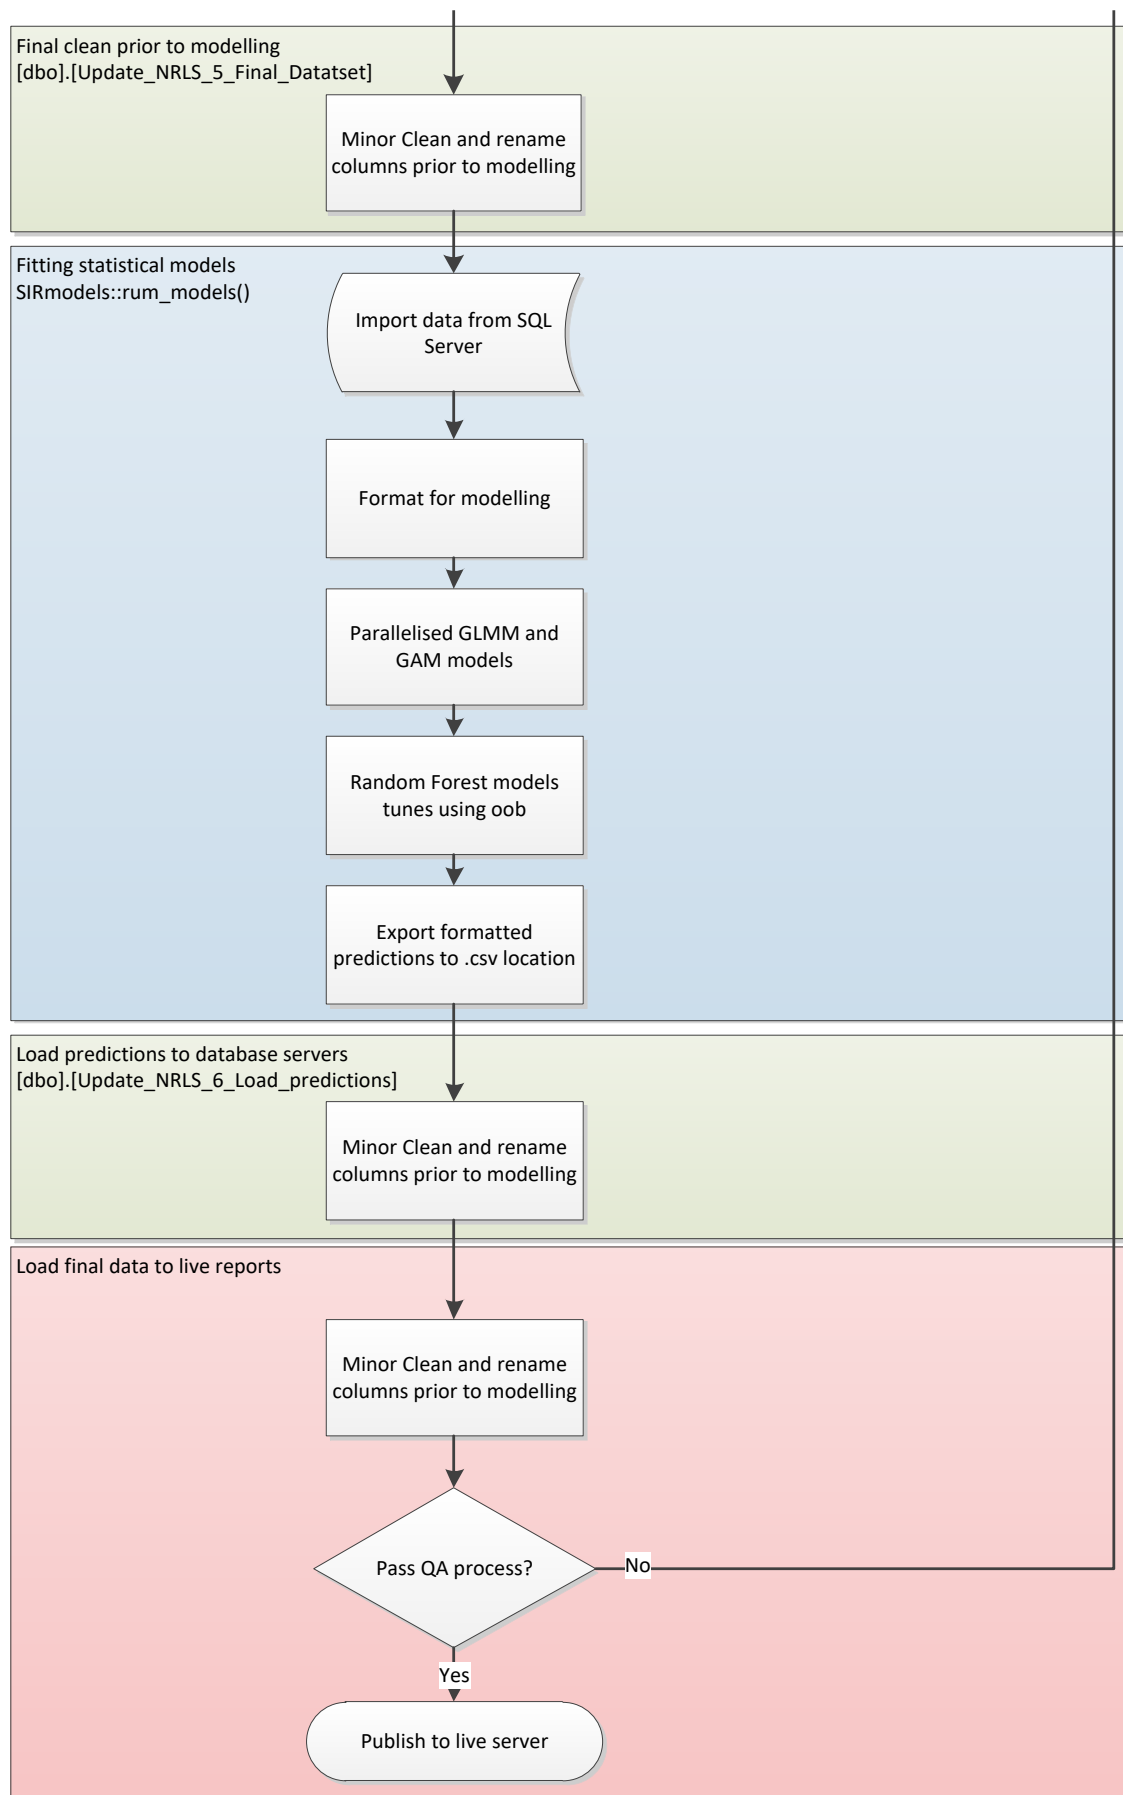 Final clean prior to modelling
[dbo].[Update_NRLS_5_Final_Datatset]
Minor Clean and rename
columns prior to modelling
Fitting statistical models
SIRmodels::rum_models()
Import data from SQL
Server
Format for modelling
Parallelised GLMM and
GAM models
Random Forest models
tunes using oob
Export formatted
predictions to .csv location
Load predictions to database servers
[dbo].[Update_NRLS_6_Load_predictions]
Minor Clean and rename
columns prior to modelling
Load final data to live reports
Minor Clean and rename
columns prior to modelling
Pass QA process?
No
Yes
Publish to live server